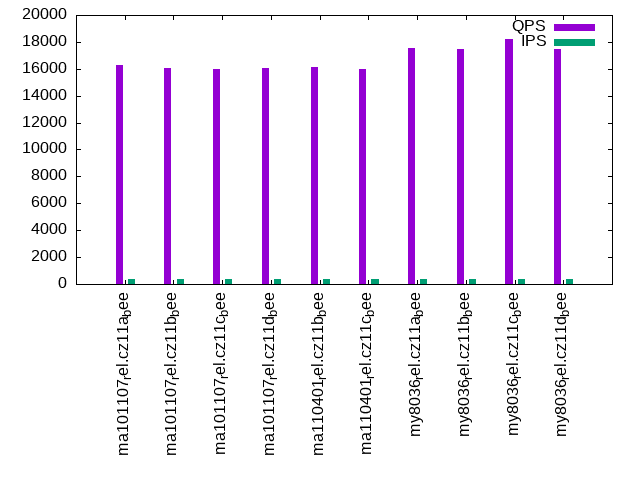 20000
18000
16000
14000
12000
10000
8000
6000
4000
2000
0
QPS
IPS
ma101107rel.cz11abee
ma101107rel.cz11bbee
ma101107rel.cz11cbee
ma101107rel.cz11dbee
ma110401rel.cz11bbee
ma110401rel.cz11cbee
my8036rel.cz11abee
my8036rel.cz11bbee
my8036rel.cz11cbee
my8036rel.cz11dbee